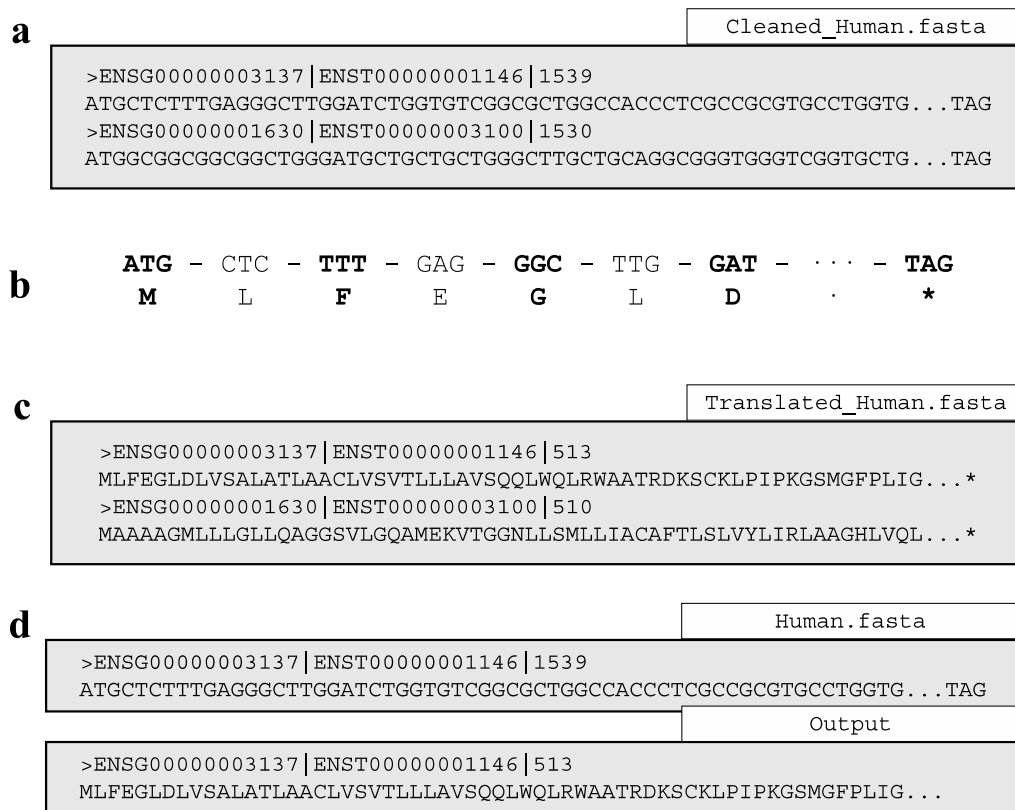 a
Cleaned_Human.fasta
>ENSG00000003137|ENST00000001146|1539
ATGCTCTTTGAGGGCTTGGATCTGGTGTCGGCGCTGGCCACCCTCGCCGCGTGCCTGGTG...TAG
>ENSG00000001630|ENST00000003100|1530
ATGGCGGCGGCGGCTGGGATGCTGCTGCTGGGCTTGCTGCAGGCGGGTGGGTCGGTGCTG...TAG
b
ATG – CTC – TTT – GAG – GGC – TTG – GAT – ··· – TAG
M L F E G L D · *
c
Translated_Human.fasta
>ENSG00000003137|ENST00000001146|513
MLFEGLDLVSALATLAACLVSVTLLLAVSQQLWQLRWAATRDKSCKLPIPKGSMGFPLIG...*
>ENSG00000001630|ENST00000003100|510
MAAAAGMLLLGLLQAGGSVLGQAMEKVTGGNLLSMLLIACAFTLSLVYLIRLAAGHLVQL...*
d
Human.fasta
>ENSG00000003137|ENST00000001146|1539
ATGCTCTTTGAGGGCTTGGATCTGGTGTCGGCGCTGGCCACCCTCGCCGCGTGCCTGGTG...TAG
Output
>ENSG00000003137|ENST00000001146|513
MLFEGLDLVSALATLAACLVSVTLLLAVSQQLWQLRWAATRDKSCKLPIPKGSMGFPLIG...